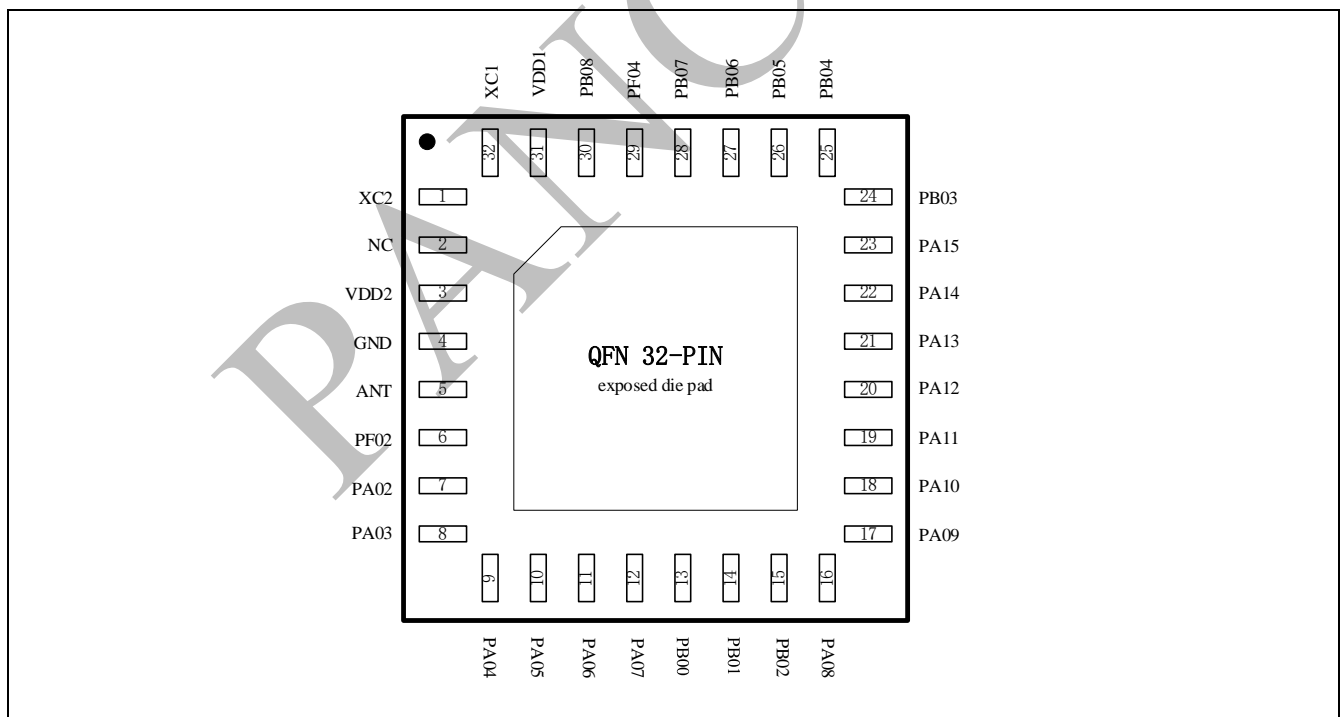 XC1 VDD1 PB08 PF04 PB07 PB06 PB05 PB04
32 31 30 29 28 27 26 25
XC2 1 24 PB03
NC 2 23 PA15
VDD2 3 22 PA14
GND 4 21 PA13
ANT 5 20 PA12
PF02 6 19 PA11
PA02 7 18 PA10
PA03 8 17 PA09
QFN 32-PIN
exposed die pad
9 10 11 12 13 14 15 16
PA04 PA05 PA06 PA07 PB00 PB01 PB02 PA08
PANC